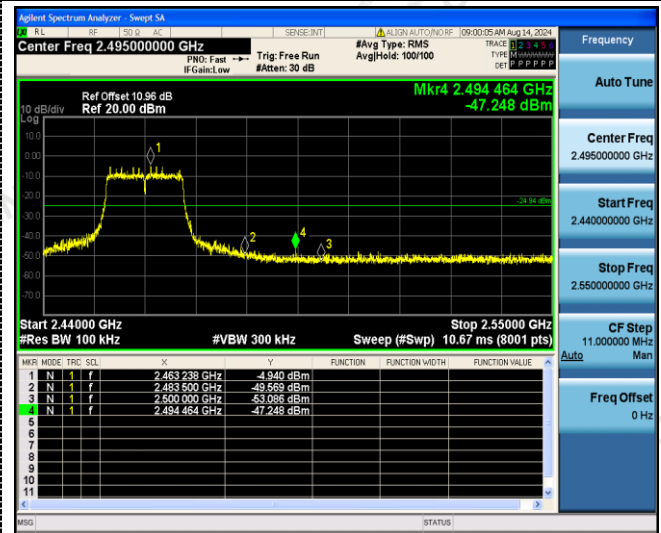 Agilent Spectrum Analyzer - Swept SA
RL RF 50 Ω AC SENSE:INT ALIGN AUTO/NO RF 09:00:05 AM Aug 14, 2024
Center Freq 2.495000000 GHz #Avg Type: RMS TRACE 1 2 3 4 5 6
PNO: Fast Trig: Free Run Avg|Hold: 100/100 TYPE M
IFGain:Low #Atten: 30 dB DET P P P P P P
Ref Offset 10.96 dB
10 dB/div Ref 20.00 dBm
Log
Mkr4 2.494 464 GHz
-47.248 dBm
10.0
0.00
-10.0
-20.0
-30.0
-40.0
-50.0
-60.0
-70.0
1
2
4
3
-24.94 dBm
Start 2.44000 GHz Stop 2.55000 GHz
#Res BW 100 kHz #VBW 300 kHz Sweep (#Swp) 10.67 ms (8001 pts)
MKR MODE TRC SCL X Y FUNCTION FUNCTION WIDTH FUNCTION VALUE
1 N 1 f 2.463 238 GHz -4.940 dBm
2 N 1 f 2.483 500 GHz -49.569 dBm
3 N 1 f 2.500 000 GHz -53.086 dBm
4 N 1 f 2.494 464 GHz -47.248 dBm
5
6
7
8
9
10
11
MSG STATUS
Frequency
Auto Tune
Center Freq
2.495000000 GHz
Start Freq
2.440000000 GHz
Stop Freq
2.550000000 GHz
CF Step
11.000000 MHz
Auto Man
Freq Offset
0 Hz